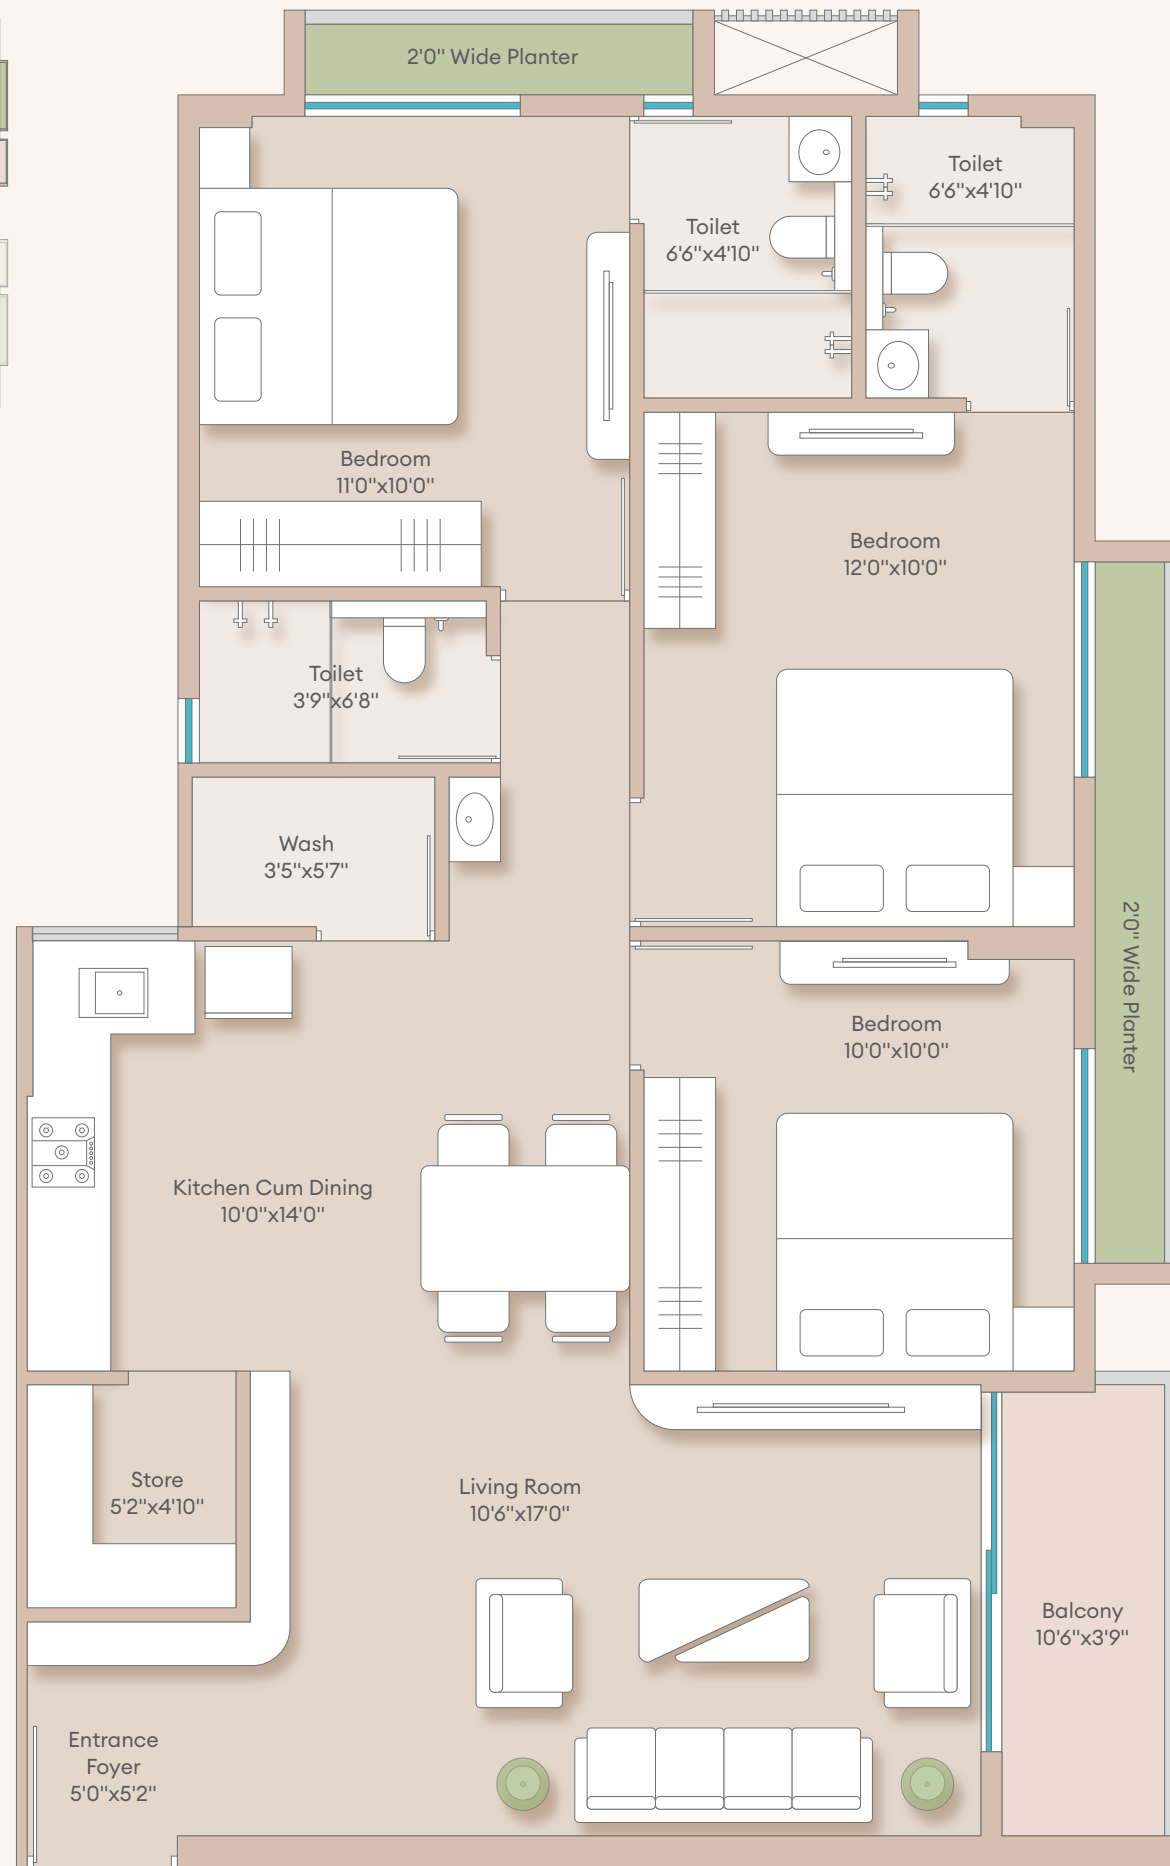 2'0" Wide Planter
Toilet
6'6"x4'10"
Toilet
6'6"x4'10"
Bedroom
11'0"x10'0"
Bedroom
12'0"x10'0"
Toilet
3'9"x6'8"
Wash
3'5"x5'7"
2'0" Wide Planter
Bedroom
10'0"x10'0"
Kitchen Cum Dining
10'0"x14'0"
Store
5'2"x4'10"
Living Room
10'6"x17'0"
Balcony
10'6"x3'9"
Entrance
Foyer
5'0"x5'2"